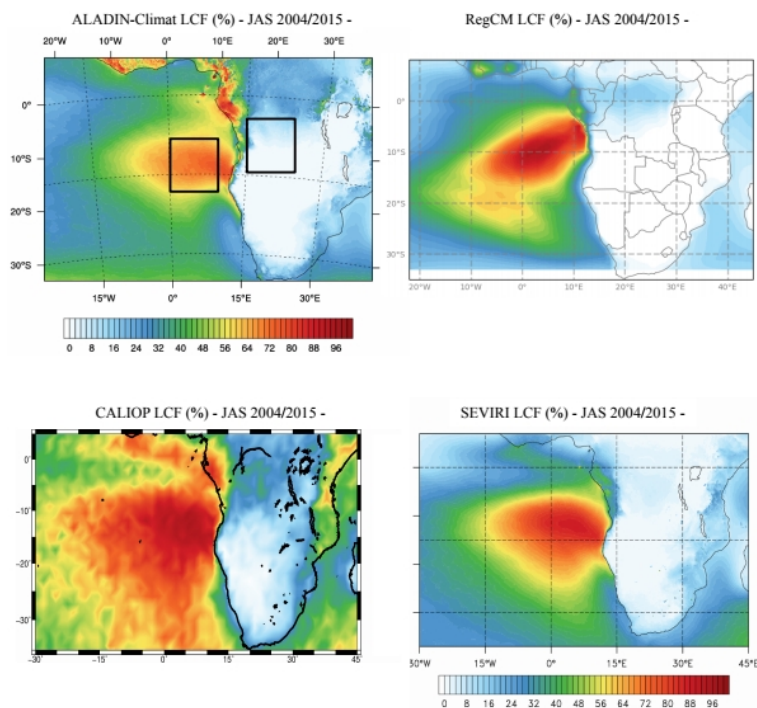 ALADIN-Climat LCF (%) - JAS 2004/2015 -
20°W 10°W 0° 10°E 20°E 30°E
0°
10°S
20°S
30°S
15°W 0° 15°E 30°E
0 8 16 24 32 40 48 56 64 72 80 88 96
RegCM LCF (%) - JAS 2004/2015 -
0°
10°S
20°S
30°S
20°W 10°W 0° 10°E 20°E 30°E 40°E
CALIOP LCF (%) - JAS 2004/2015 -
0°
-10
-20
-30
-30 -15 0° 15° 30 45
SEVIRI LCF (%) - JAS 2004/2015 -
30°W 15°W 0° 15°E 30°E 45°E
0 8 16 24 32 40 48 56 64 72 80 88 96